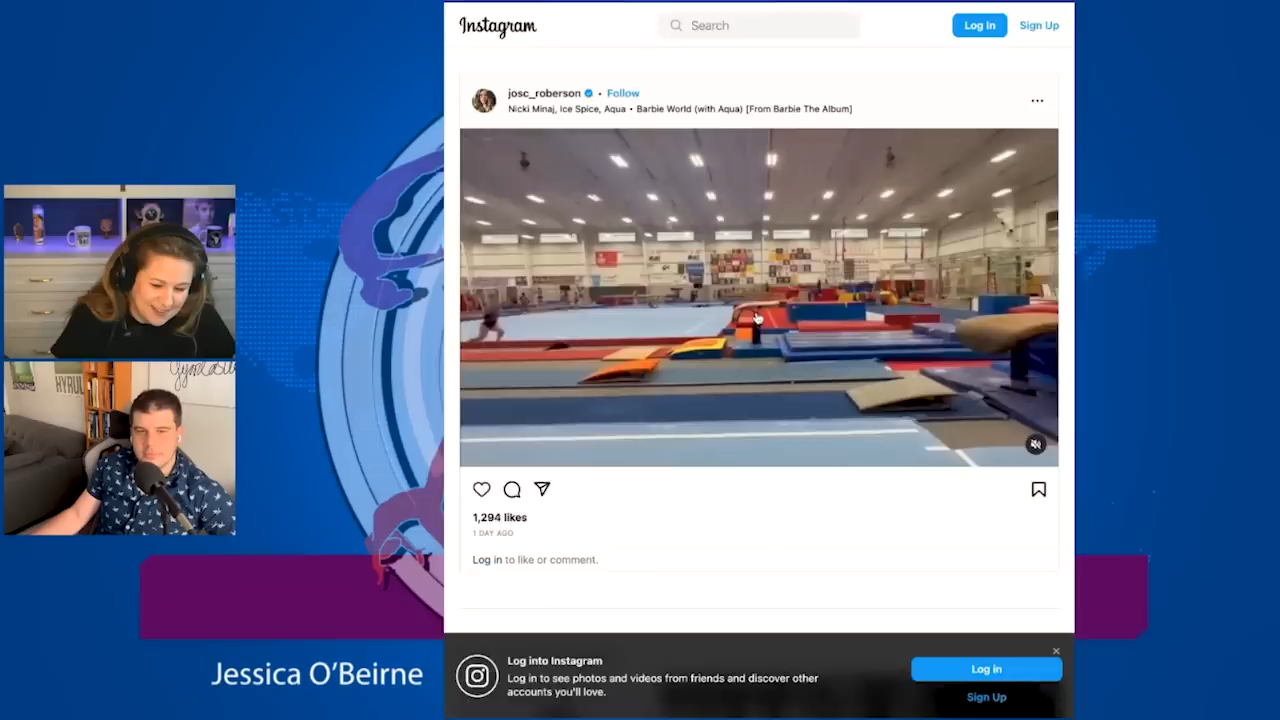 Instagram
Search
Log In
Sign Up
josc_roberson • Follow
Nicki Minaj, Ice Spice, Aqua • Barbie World (with Aqua) [From Barbie The Album]
HYRUL
GymCast
1,294 likes
1 DAY AGO
Log in to like or comment.
Jessica O'Beirne
Log into Instagram
Log in to see photos and videos from friends and discover other
accounts you'll love.
Log in
Sign Up